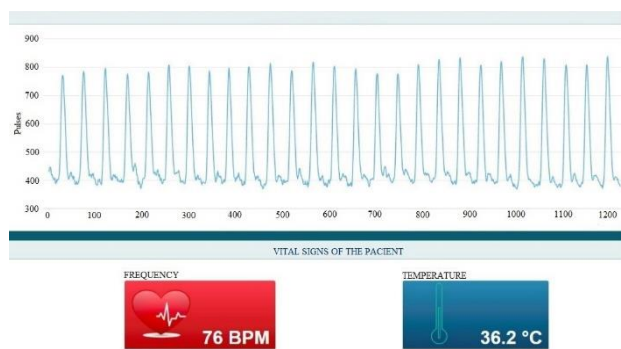 900
800
700
600
500
400
300
Pulses
0 100 200 300 400 500 600 700 800 900 1000 1100 1200
VITAL SIGNS OF THE PACIENT
FREQUENCY TEMPERATURE
76 BPM 36.2 °C